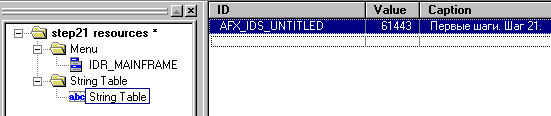 step21 resources *
Menu
IDR_MAINFRAME
String Table
abc String Table
ID Value Caption
AFX_IDS_UNTITLED 61443 Первые шаги. Шаг 21.